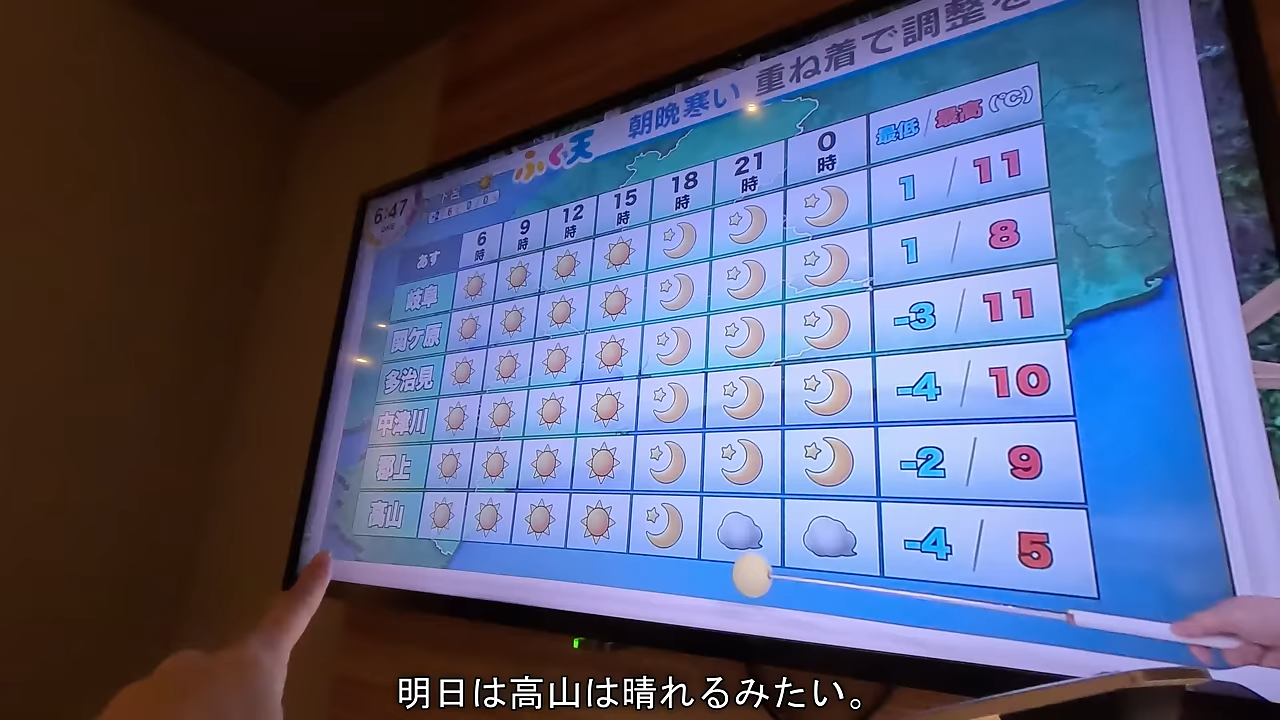 朝晩寒い 重ね着で調整を
ふく天
6:47
あす 6時 9時 12時 15時 18時 21時 0時 最低/最高(℃)
岐阜 1/11
関ケ原 1/8
多治見 -3/11
中津川 -4/10
郡上 -2/9
高山 -4/5
明日は高山は晴れるみたい。